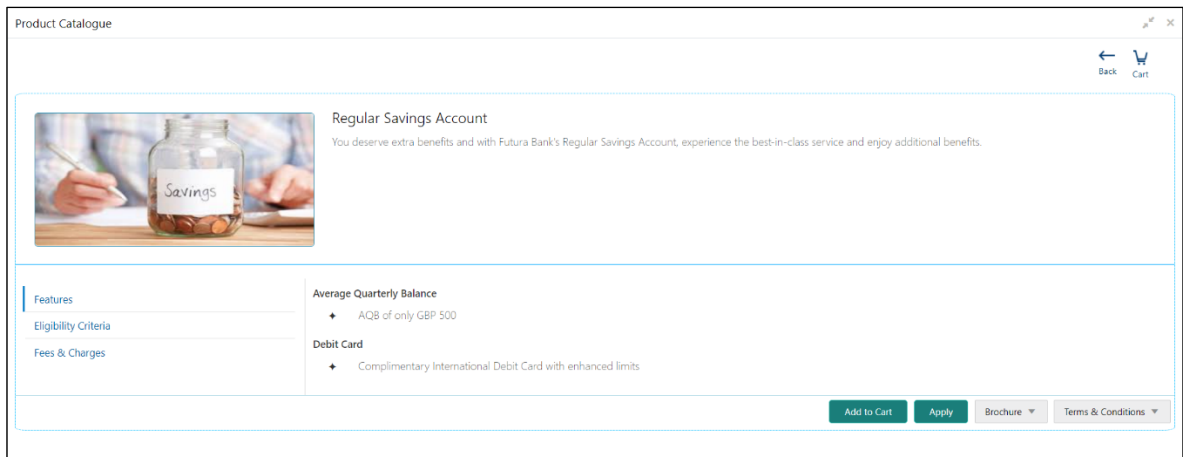 Product Catalogue
Back
Cart
Regular Savings Account
You deserve extra benefits and with Futura Bank's Regular Savings Account, experience the best-in-class service and enjoy additional benefits.
Savings
Features
Eligibility Criteria
Fees & Charges
Average Quarterly Balance
AQB of only GBP 500
Debit Card
Complimentary International Debit Card with enhanced limits
Add to Cart
Apply
Brochure
Terms & Conditions